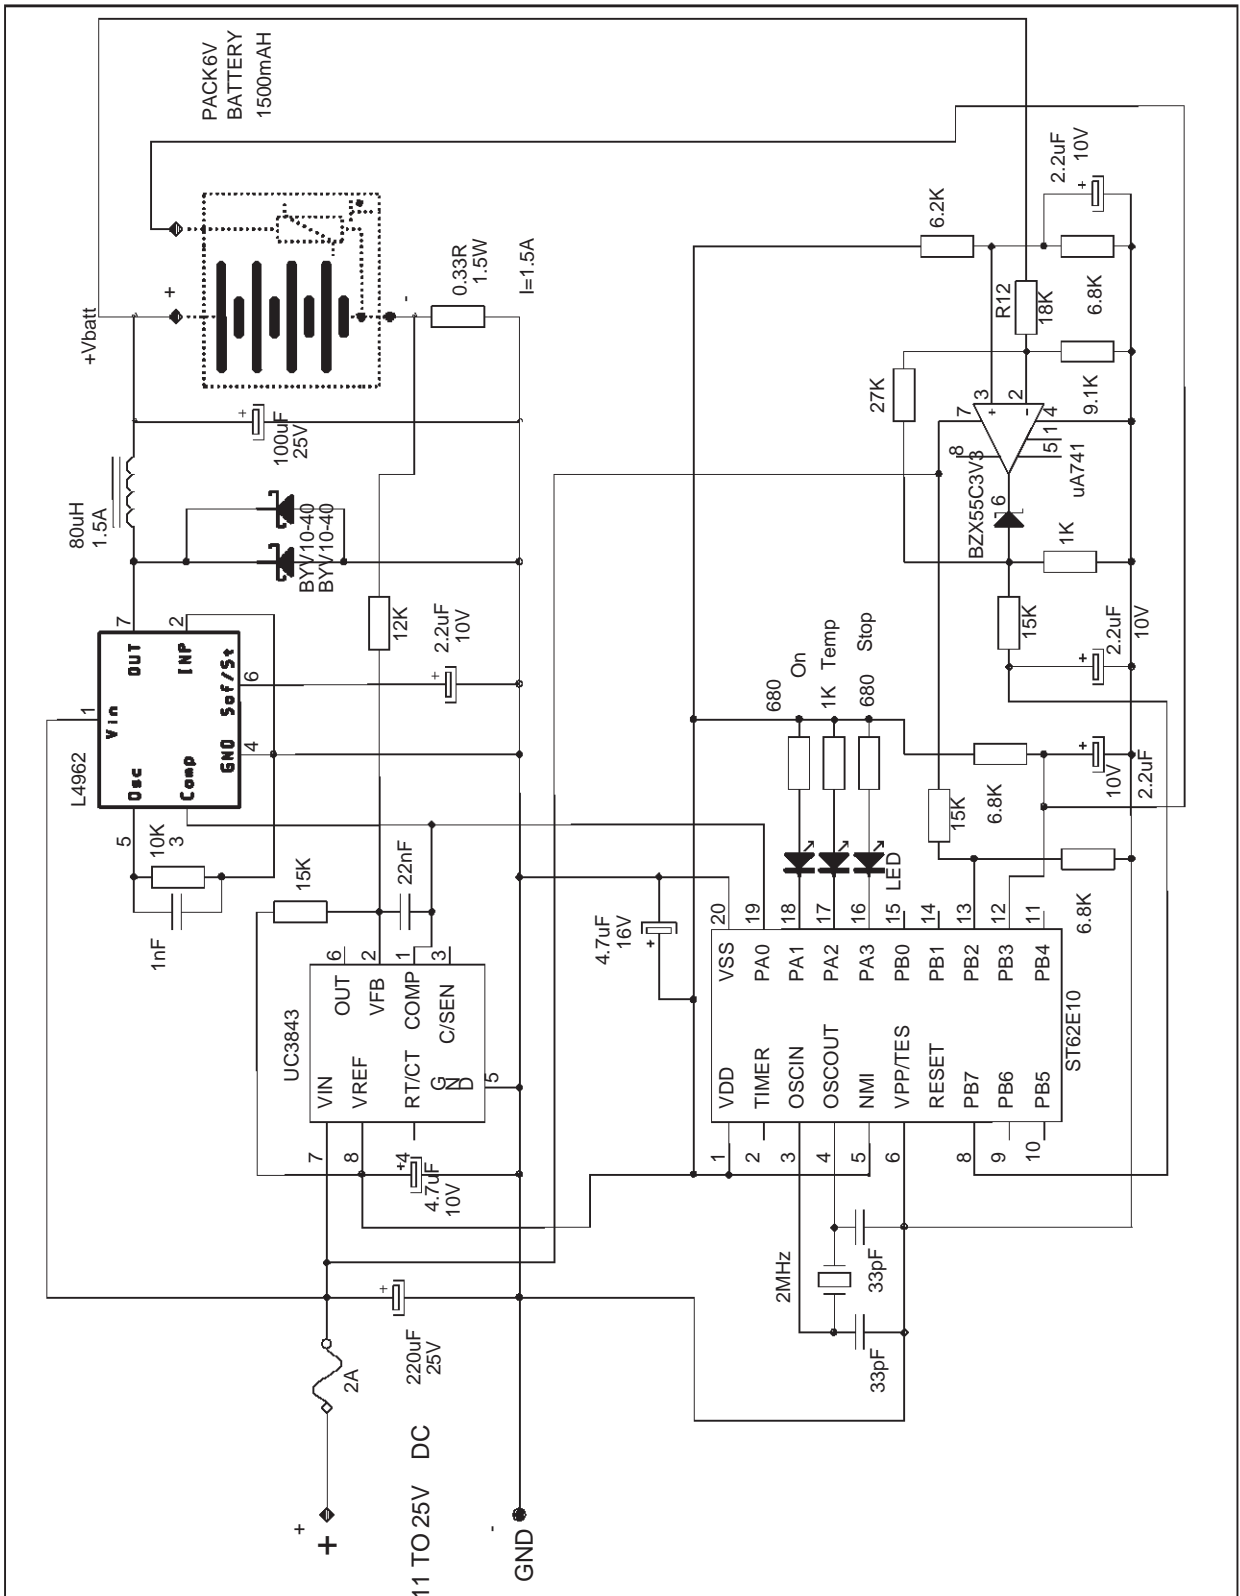 PACK6V
BATTERY
1500mAH
+Vbatt
+
-
0.33R
1.5W
I=1.5A
80uH
1.5A
+
100uF
25V
BYV10-40
BYV10-40
L4962
1
Vin
7
OUT
2
INP
6
Sof/St
4
GND
Osc
5
Comp
3
10K
1nF
15K
22nF
12K
+
2.2uF
10V
UC3843
6
OUT
2
VFB
1
COMP
3
C/SEN
VIN
7
VREF
8
RT/CT
4
G
N
D
5
+
4.7uF
10V
+
220uF
25V
2A
+
+
11 TO 25V DC
-
GND
6.2K
2.2uF
10V
+
6.8K
R12
18K
27K
9.1K
3
+
2
-
7
4
8
1
5
6
uA741
BZX55C3V3
1K
15K
2.2uF
10V
+
680
On
1K
Temp
680
Stop
LED
6.8K
+
10V
2.2uF
15K
6.8K
4.7uF
16V
+
20
VSS
19
PA0
18
PA1
17
PA2
16
PA3
15
PB0
14
PB1
13
PB2
12
PB3
11
PB4
ST62E10
VDD
1
TIMER
2
OSCIN
3
OSCOUT
4
NMI
5
VPP/TES
6
RESET
PB7
8
PB6
9
PB5
10
2MHz
33pF
33pF